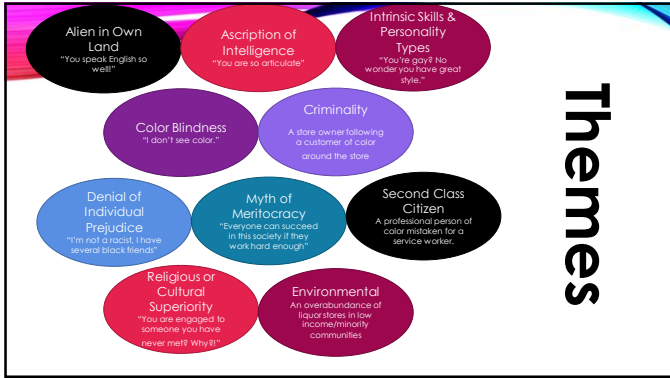 Alien in Own
Land
"You speak English so
well!"
Ascription of
Intelligence
"You are so articulate"
Intrinsic Skills &
Personality
Types
"You're gay? No
wonder you have great
style."
Color Blindness
"I don't see color."
Criminality
A store owner following
a customer of color
around the store
Denial of
Individual
Prejudice
"I'm not a racist, I have
several black friends"
Myth of
Meritocracy
"Everyone can succeed
in this society if they
work hard enough"
Second Class
Citizen
A professional person of
color mistaken for a
service worker.
Religious or
Cultural
Superiority
"You are engaged to
someone you have
never met? Why?!"
Environmental
An overabundance of
liquor stores in low
income/minority
communities
Themes